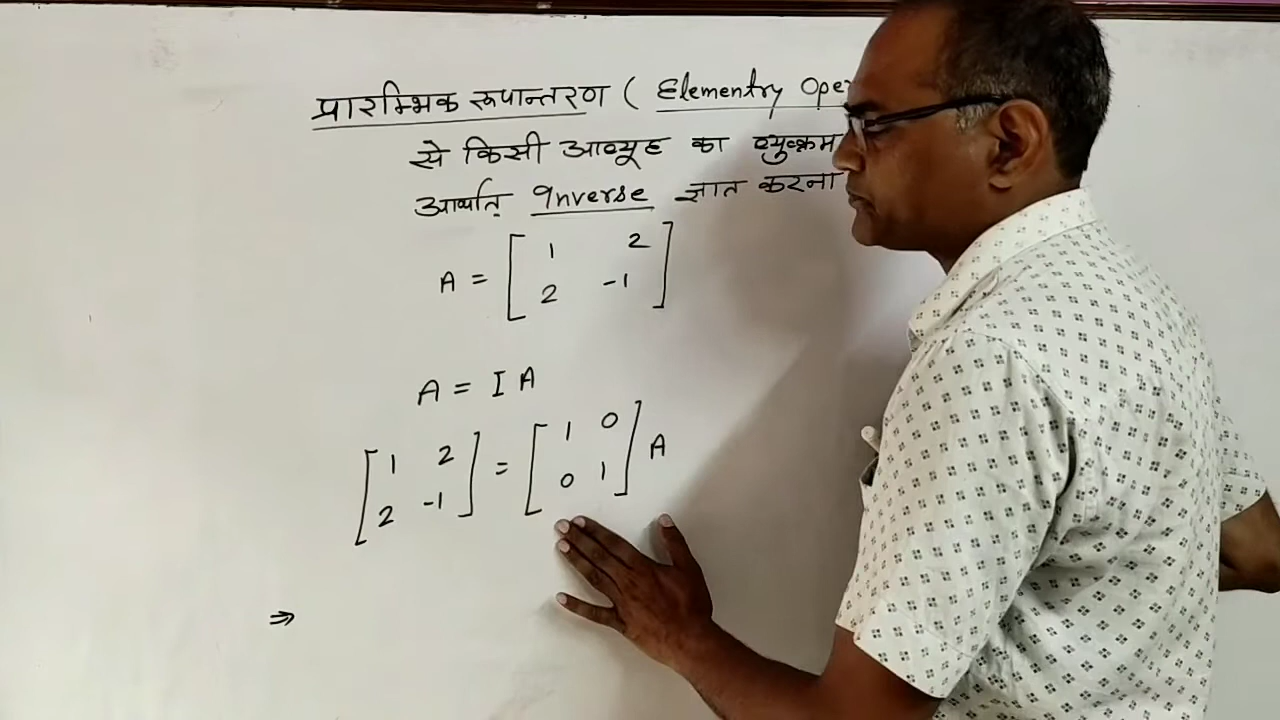 प्रारम्भिक रूपान्तरण ( Elementry Ope
से किसी आव्यूह का व्युत्क्रम
अर्थात् Inverse ज्ञात करना
A = [ 1 2
2 -1 ]
A = I A
[ 1 2
2 -1 ] = [ 1 0
0 1 ] A
⇒